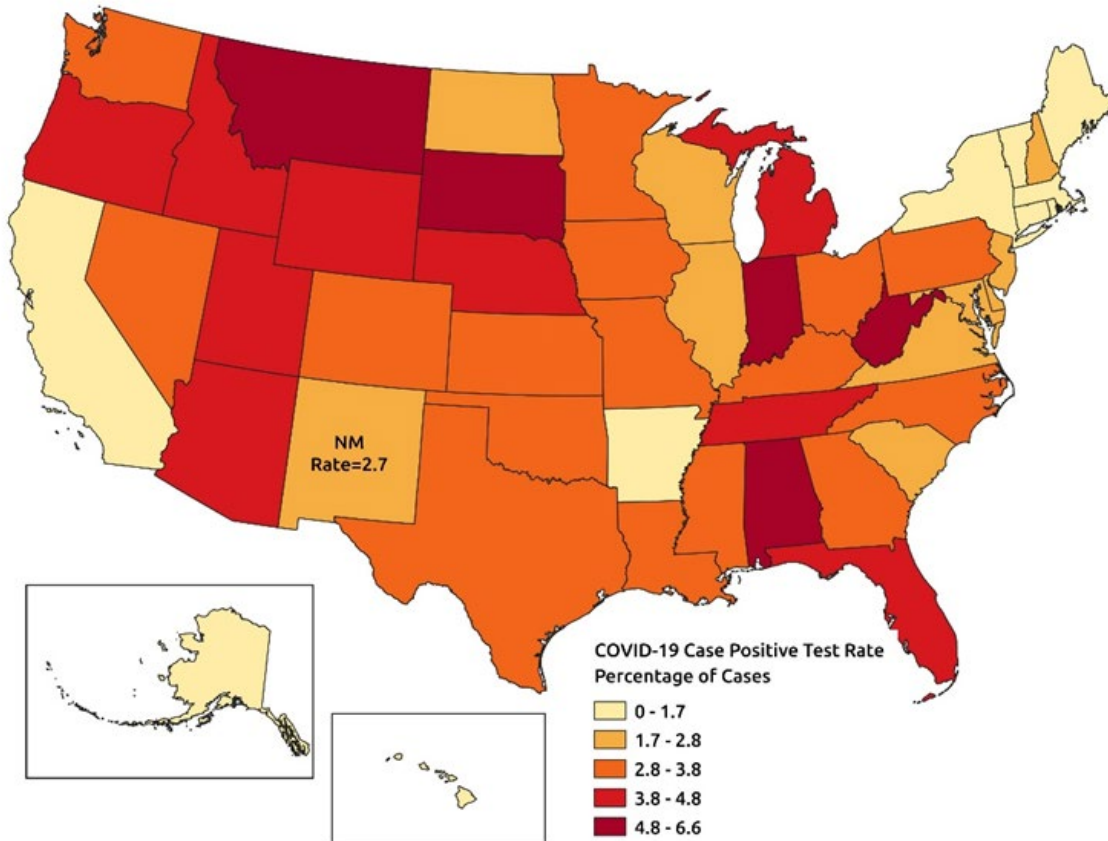 NM
Rate=2.7
COVID-19 Case Positive Test Rate
Percentage of Cases
0 - 1.7
1.7 - 2.8
2.8 - 3.8
3.8 - 4.8
4.8 - 6.6